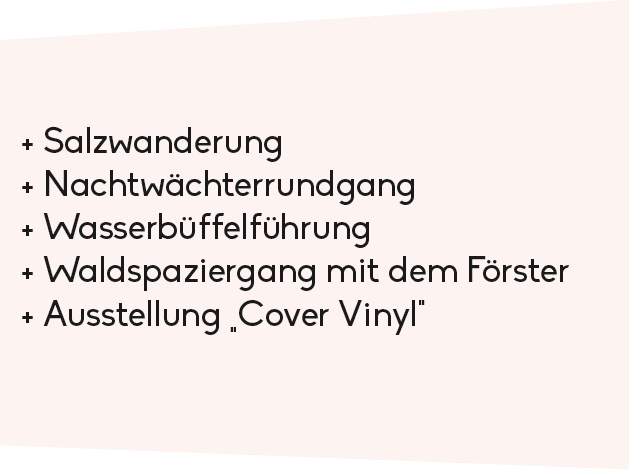 + Salzwanderung
+ Nachtwächterrundgang
+ Wasserbüffelführung
+ Waldspaziergang mit dem Förster
+ Ausstellung „Cover Vinyl"